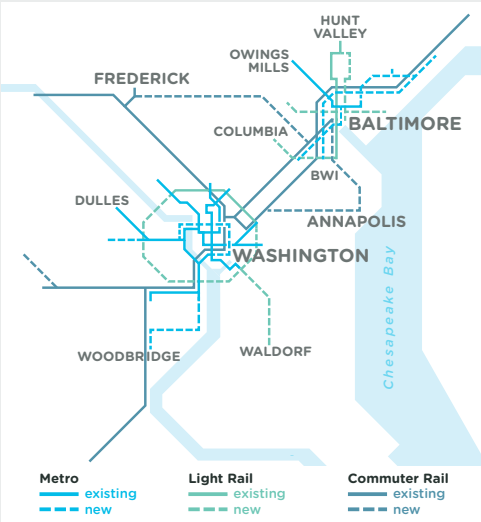 HUNT
VALLEY
OWINGS
MILLS
FREDERICK
COLUMBIA
BALTIMORE
BWI
DULLES
ANNAPOLIS
WASHINGTON
Chesapeake Bay
WOODBRIDGE
WALDORF
Metro
existing
new
Light Rail
existing
new
Commuter Rail
existing
new